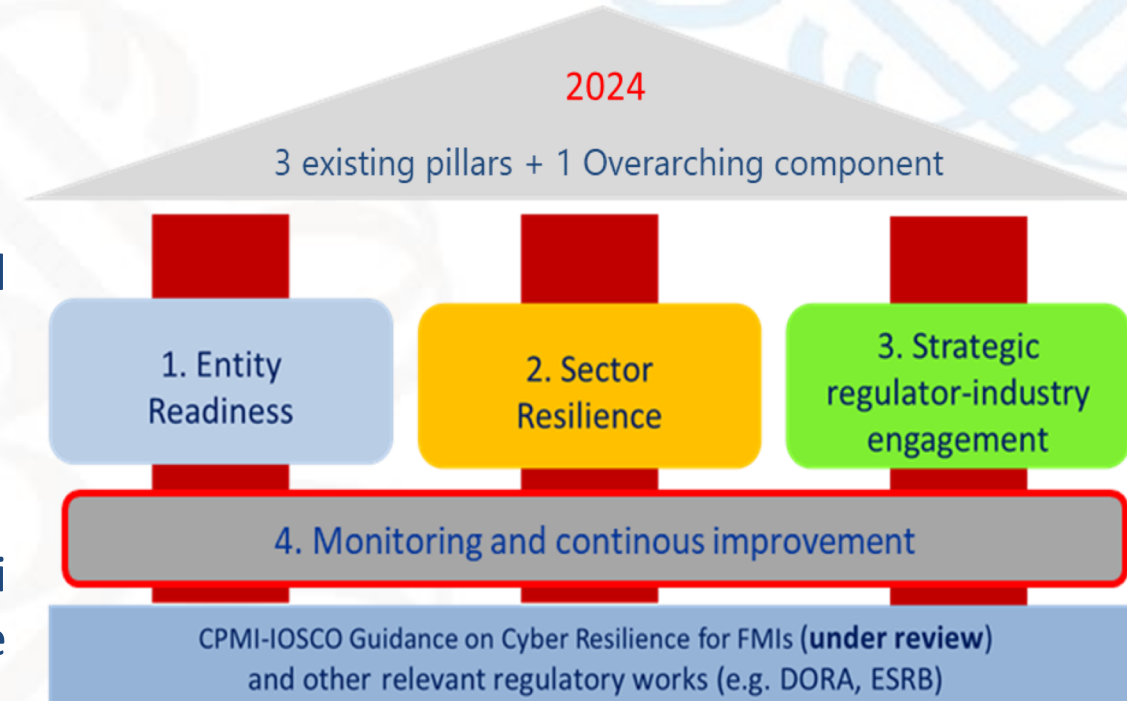 2024
3 existing pillars + 1 Overarching component
1. Entity
Readiness
2. Sector
Resilience
3. Strategic
regulator-industry
engagement
4. Monitoring and continous improvement
CPMI-IOSCO Guidance on Cyber Resilience for FMIs (under review)
and other relevant regulatory works (e.g. DORA, ESRB)